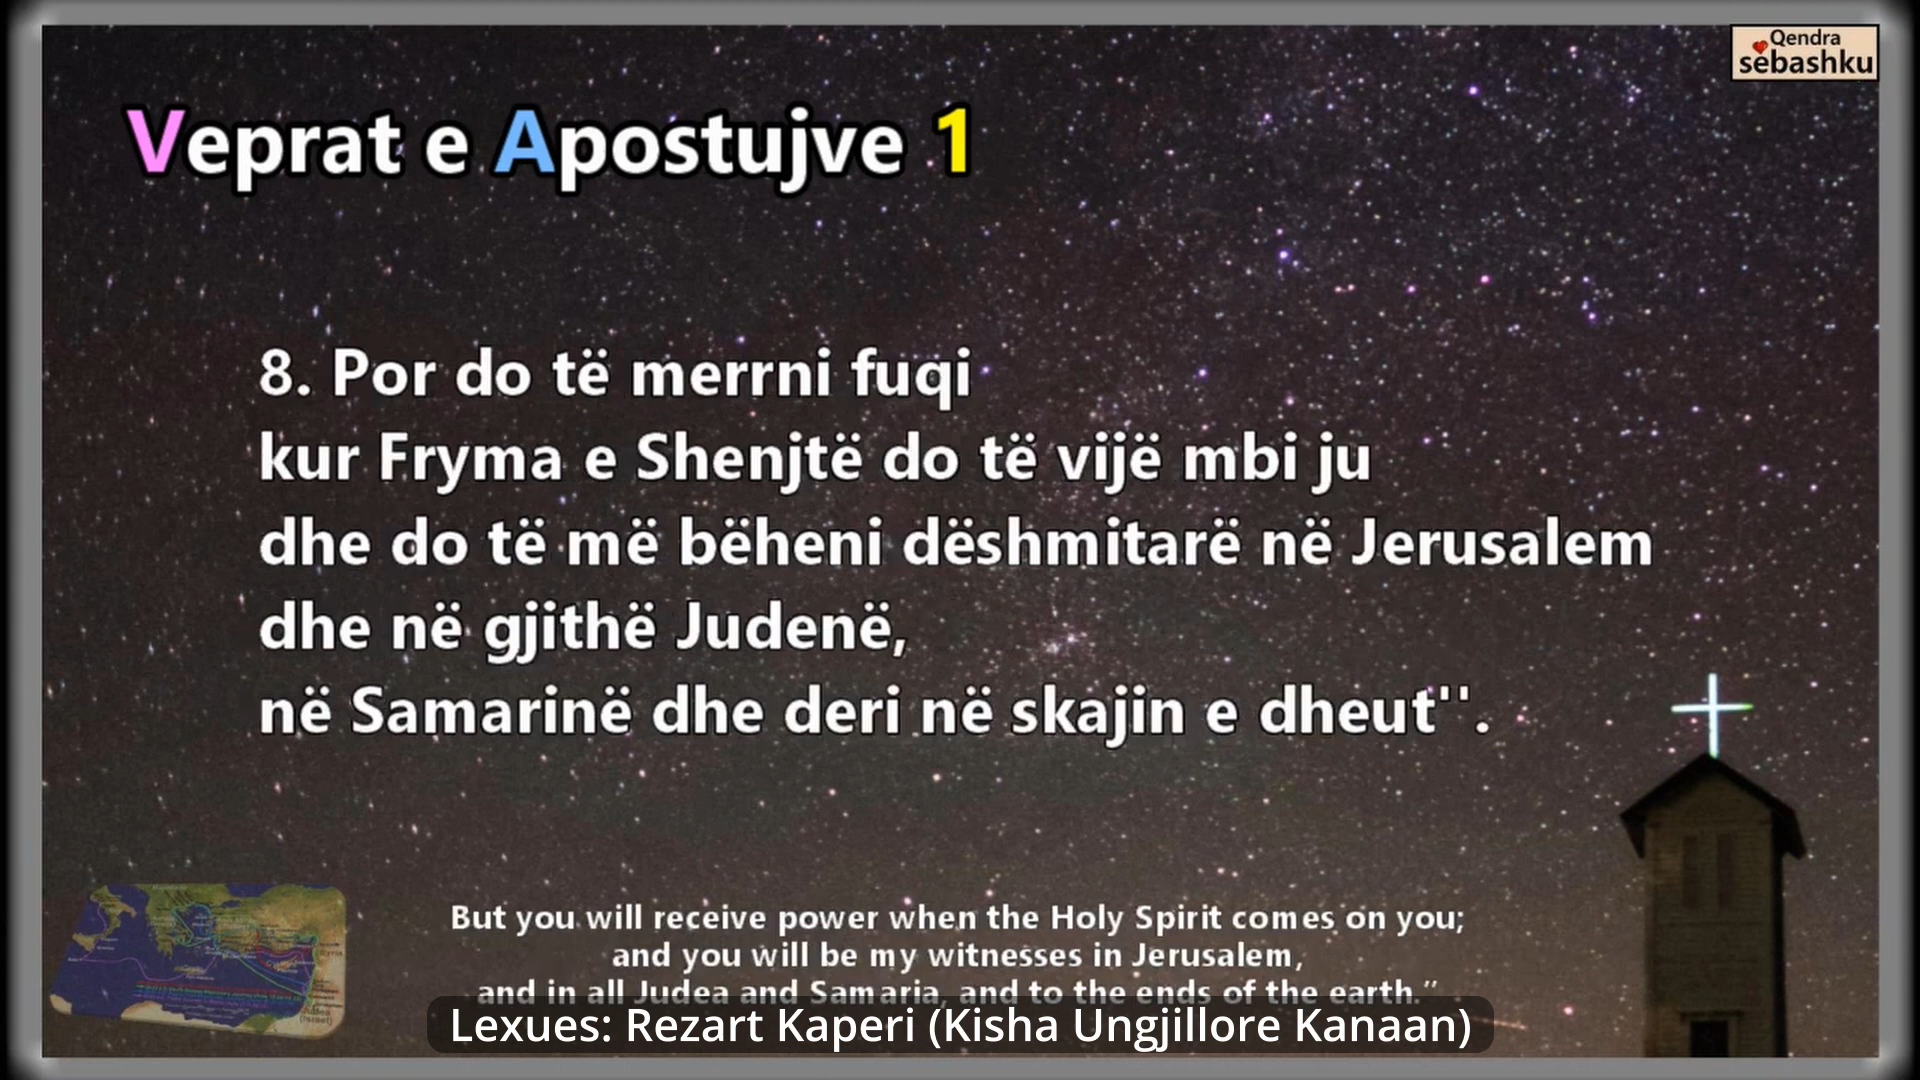 Qendra
sëbashku
Veprat e Apostujve 1
8. Por do të merrni fuqi
kur Fryma e Shenjtë do të vijë mbi ju
dhe do të më bëheni dëshmitarë në Jerusalem
dhe në gjithë Judenë,
në Samarinë dhe deri në skajin e dheut''.
But you will receive power when the Holy Spirit comes on you;
and you will be my witnesses in Jerusalem,
and in all Judea and Samaria, and to the ends of the earth.”
Lexues: Rezart Kaperi (Kisha Ungjillore Kanaan)